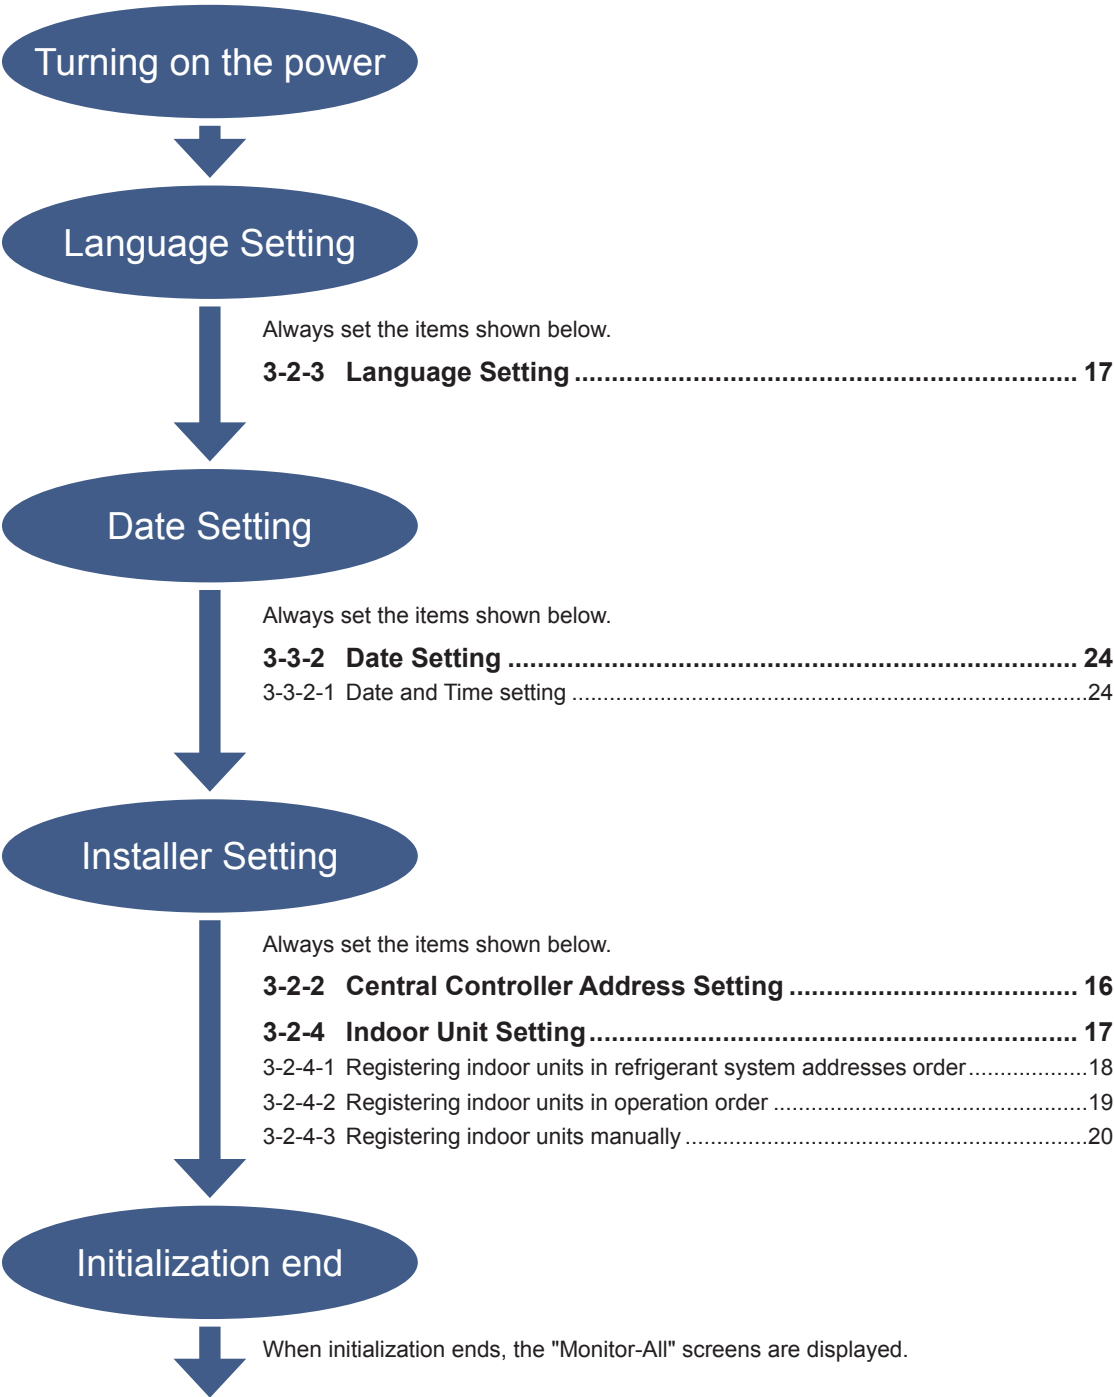 Turning on the power
Language Setting
Always set the items shown below.
3-2-3 Language Setting .................................................................. 17
Date Setting
Always set the items shown below.
3-3-2 Date Setting ........................................................................... 24
3-3-2-1 Date and Time setting ......................................................................................24
Installer Setting
Always set the items shown below.
3-2-2 Central Controller Address Setting ...................................... 16
3-2-4 Indoor Unit Setting ................................................................ 17
3-2-4-1 Registering indoor units in refrigerant system addresses order ...................18
3-2-4-2 Registering indoor units in operation order ....................................................19
3-2-4-3 Registering indoor units manually ..................................................................20
Initialization end
When initialization ends, the "Monitor-All" screens are displayed.